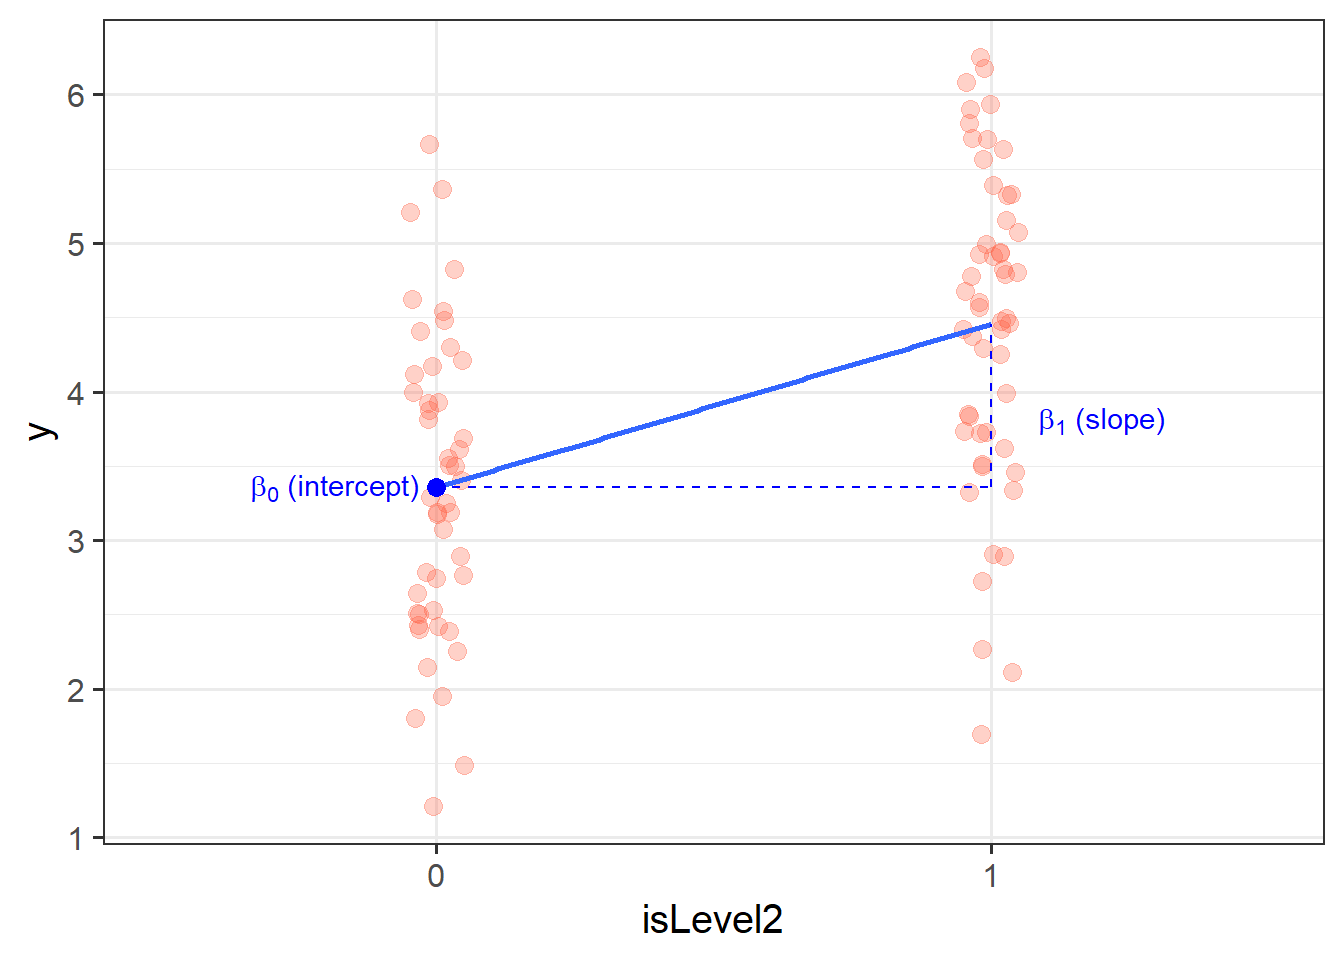 y
6
5
4
3
2
1
β₀ (intercept)
β₁ (slope)
0
1
isLevel2